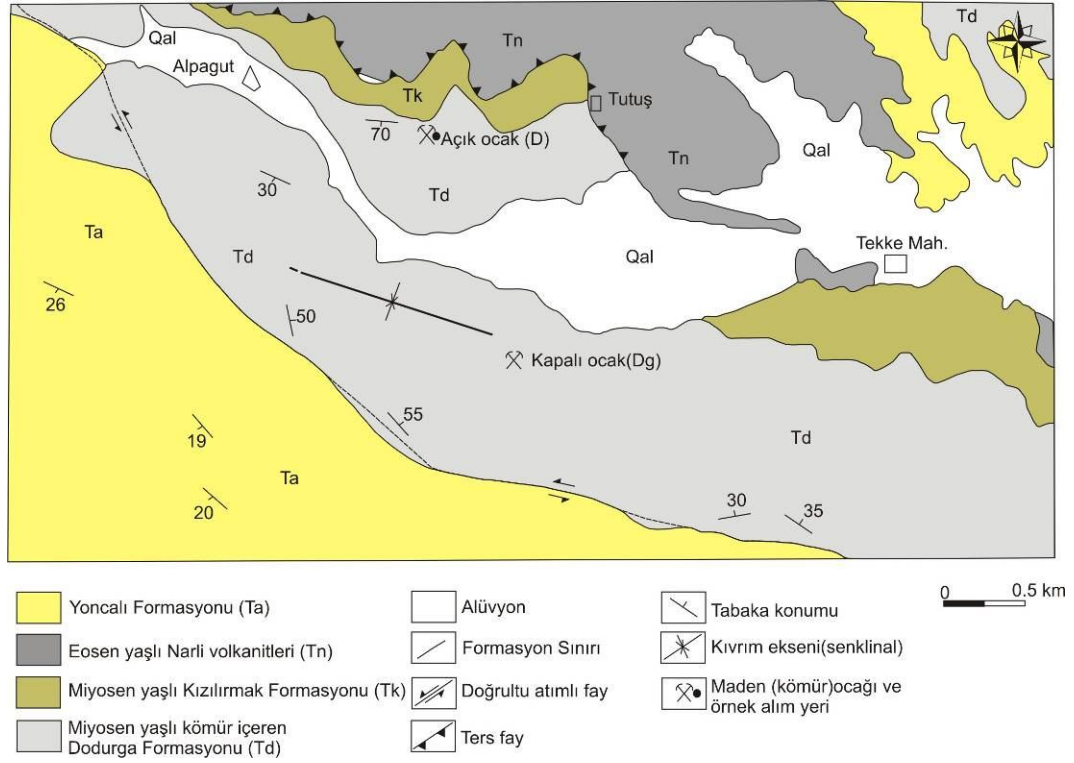 Td
Qal
Tn
Alpagut
Tk
Tutuş
70
Açık ocak (D)
Qal
Tn
30
Td
Ta
Td
Qal
Tekke Mah.
26
50
Kapalı ocak(Dg)
55
Td
19
Ta
20
30
35
Yoncalı Formasyonu (Ta)
Eosen yaşlı Narli volkanitleri (Tn)
Miyosen yaşlı Kızılırmak Formasyonu (Tk)
Miyosen yaşlı kömür içeren
Dodurga Formasyonu (Td)
Alüvyon
Formasyon Sınırı
Doğrultu atımlı fay
Ters fay
Tabaka konumu
Kıvrım ekseni(senklinal)
Maden (kömür)ocağı ve
örnek alım yeri
0 0.5 km